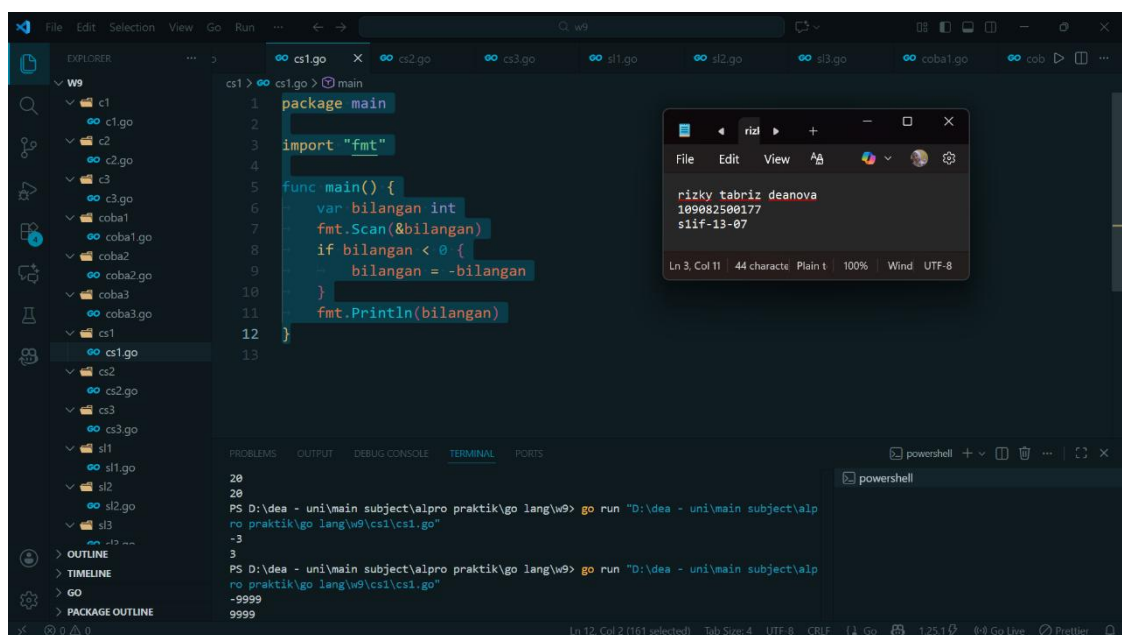 File Edit Selection View Go Run ··· w9
EXPLORER ···
cs1.go cs2.go cs3.go sl1.go sl2.go sl3.go coba1.go cob ···
W9
c1
c1.go
c2
c2.go
c3
c3.go
coba1
coba1.go
coba2
coba2.go
coba3
coba3.go
cs1
cs1.go
cs2
cs2.go
cs3
cs3.go
sl1
sl1.go
sl2
sl2.go
sl3
OUTLINE
TIMELINE
GO
PACKAGE OUTLINE
4
cs1 > cs1.go > main
1 package main
2
3 import "fmt"
4
5 func main() {
6 var bilangan int
7 fmt.Scan(&bilangan)
8 if bilangan < 0 {
9 bilangan = -bilangan
10 }
11 fmt.Println(bilangan)
12 }
13
rizl
File Edit View
rizky tabriz deanova
109082500177
s1if-13-07
Ln 3, Col 11 44 characte Plain t 100% Wind UTF-8
PROBLEMS OUTPUT DEBUG CONSOLE TERMINAL PORTS
powershell
powershell
20
20
PS D:\dea - uni\main subject\alpro praktik\go lang\w9> go run "D:\dea - uni\main subject\alp
ro praktik\go lang\w9\cs1\cs1.go"
-3
3
PS D:\dea - uni\main subject\alpro praktik\go lang\w9> go run "D:\dea - uni\main subject\alp
ro praktik\go lang\w9\cs1\cs1.go"
-9999
9999
0 0 Ln 12, Col 2 (161 selected) Tab Size: 4 UTF-8 CRLF Go 1.25.1 Go Live Prettier